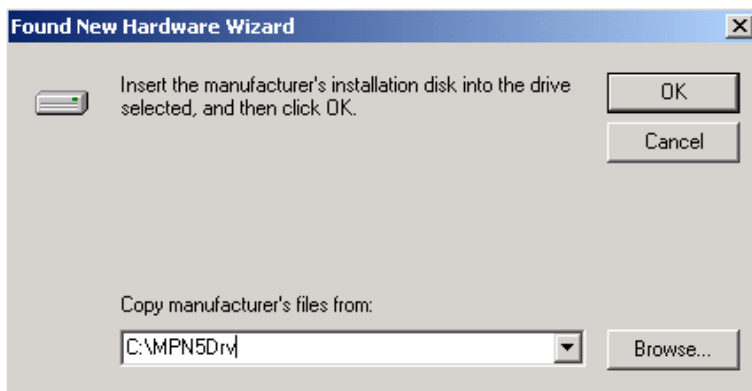 Found New Hardware Wizard
Insert the manufacturer's installation disk into the drive
selected, and then click OK.
OK
Cancel
Copy manufacturer's files from:
C:\MPN5Drv
Browse...